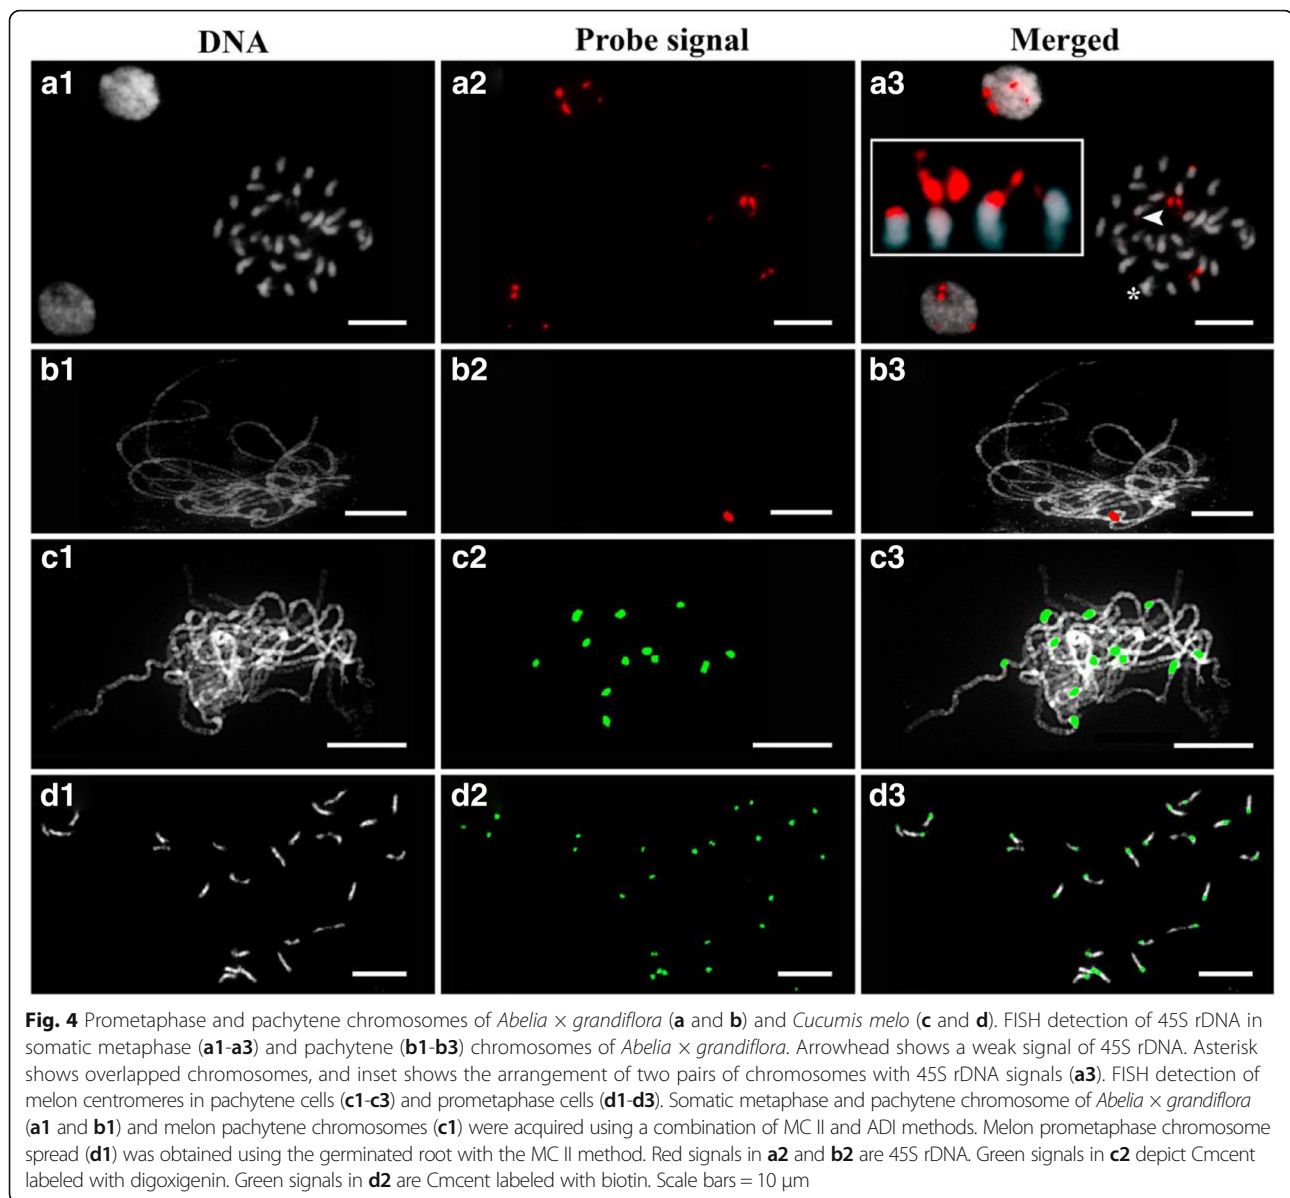 DNA Probe signal Merged
a1 a2 a3
*
b1 b2 b3
c1 c2 c3
d1 d2 d3
Fig. 4 Prometaphase and pachytene chromosomes of Abelia × grandiflora (a and b) and Cucumis melo (c and d). FISH detection of 45S rDNA in
somatic metaphase (a1-a3) and pachytene (b1-b3) chromosomes of Abelia × grandiflora. Arrowhead shows a weak signal of 45S rDNA. Asterisk
shows overlapped chromosomes, and inset shows the arrangement of two pairs of chromosomes with 45S rDNA signals (a3). FISH detection of
melon centromeres in pachytene cells (c1-c3) and prometaphase cells (d1-d3). Somatic metaphase and pachytene chromosome of Abelia × grandiflora
(a1 and b1) and melon pachytene chromosomes (c1) were acquired using a combination of MC II and ADI methods. Melon prometaphase chromosome
spread (d1) was obtained using the germinated root with the MC II method. Red signals in a2 and b2 are 45S rDNA. Green signals in c2 depict Cmcent
labeled with digoxigenin. Green signals in d2 are Cmcent labeled with biotin. Scale bars = 10 μm